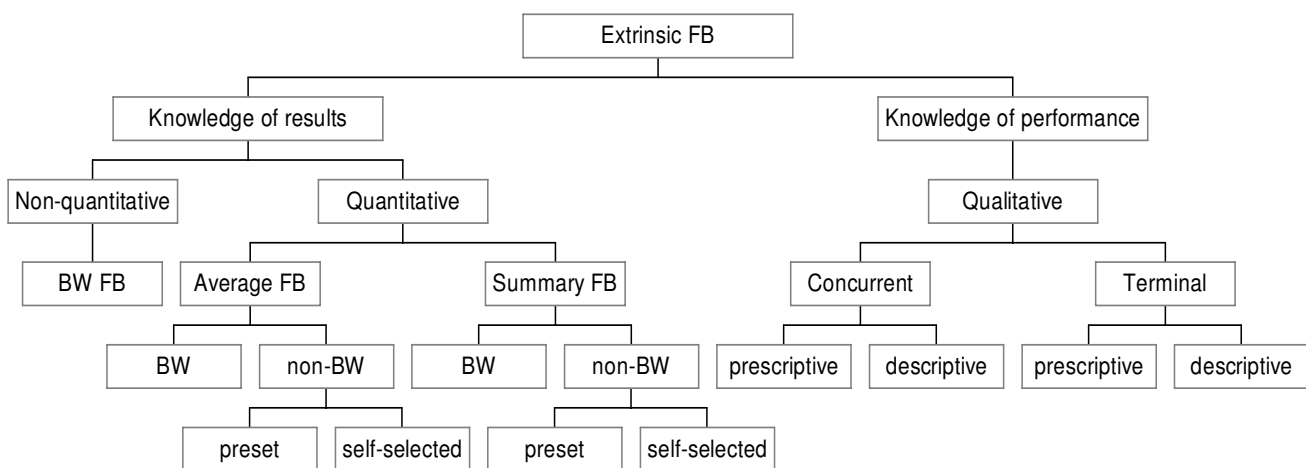 Extrinsic FB
Knowledge of results
Knowledge of performance
Non-quantitative
Quantitative
Qualitative
BW FB
Average FB
Summary FB
Concurrent
Terminal
BW
non-BW
BW
non-BW
prescriptive
descriptive
prescriptive
descriptive
preset
self-selected
preset
self-selected